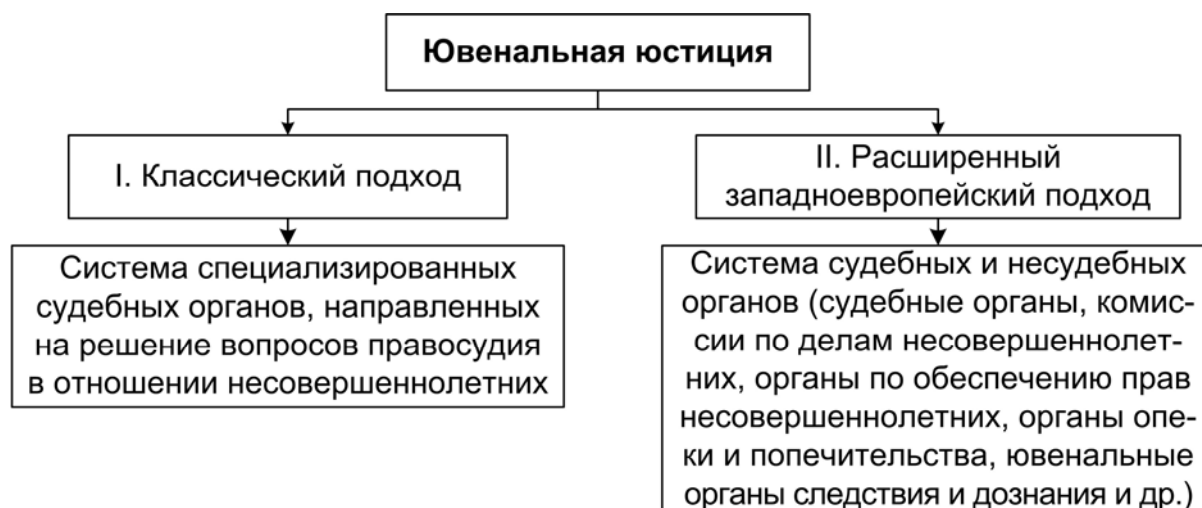 Ювенальная юстиция
I. Классический подход
II. Расширенный
западноевропейский подход
Система специализированных
судебных органов, направленных
на решение вопросов правосудия
в отношении несовершеннолетних
Система судебных и несудебных
органов (судебные органы, комис-
сии по делам несовершеннолет-
них, органы по обеспечению прав
несовершеннолетних, органы опе-
ки и попечительства, ювенальные
органы следствия и дознания и др.)